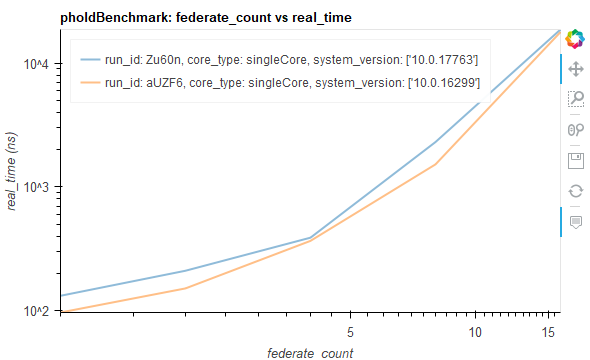 pholdBenchmark: federate_count vs real_time
run_id: Zu60n, core_type: singleCore, system_version: ['10.0.17763']
run_id: aUZF6, core_type: singleCore, system_version: ['10.0.16299']
10^4
10^3
10^2
real_time (ns)
5
10
15
federate_count